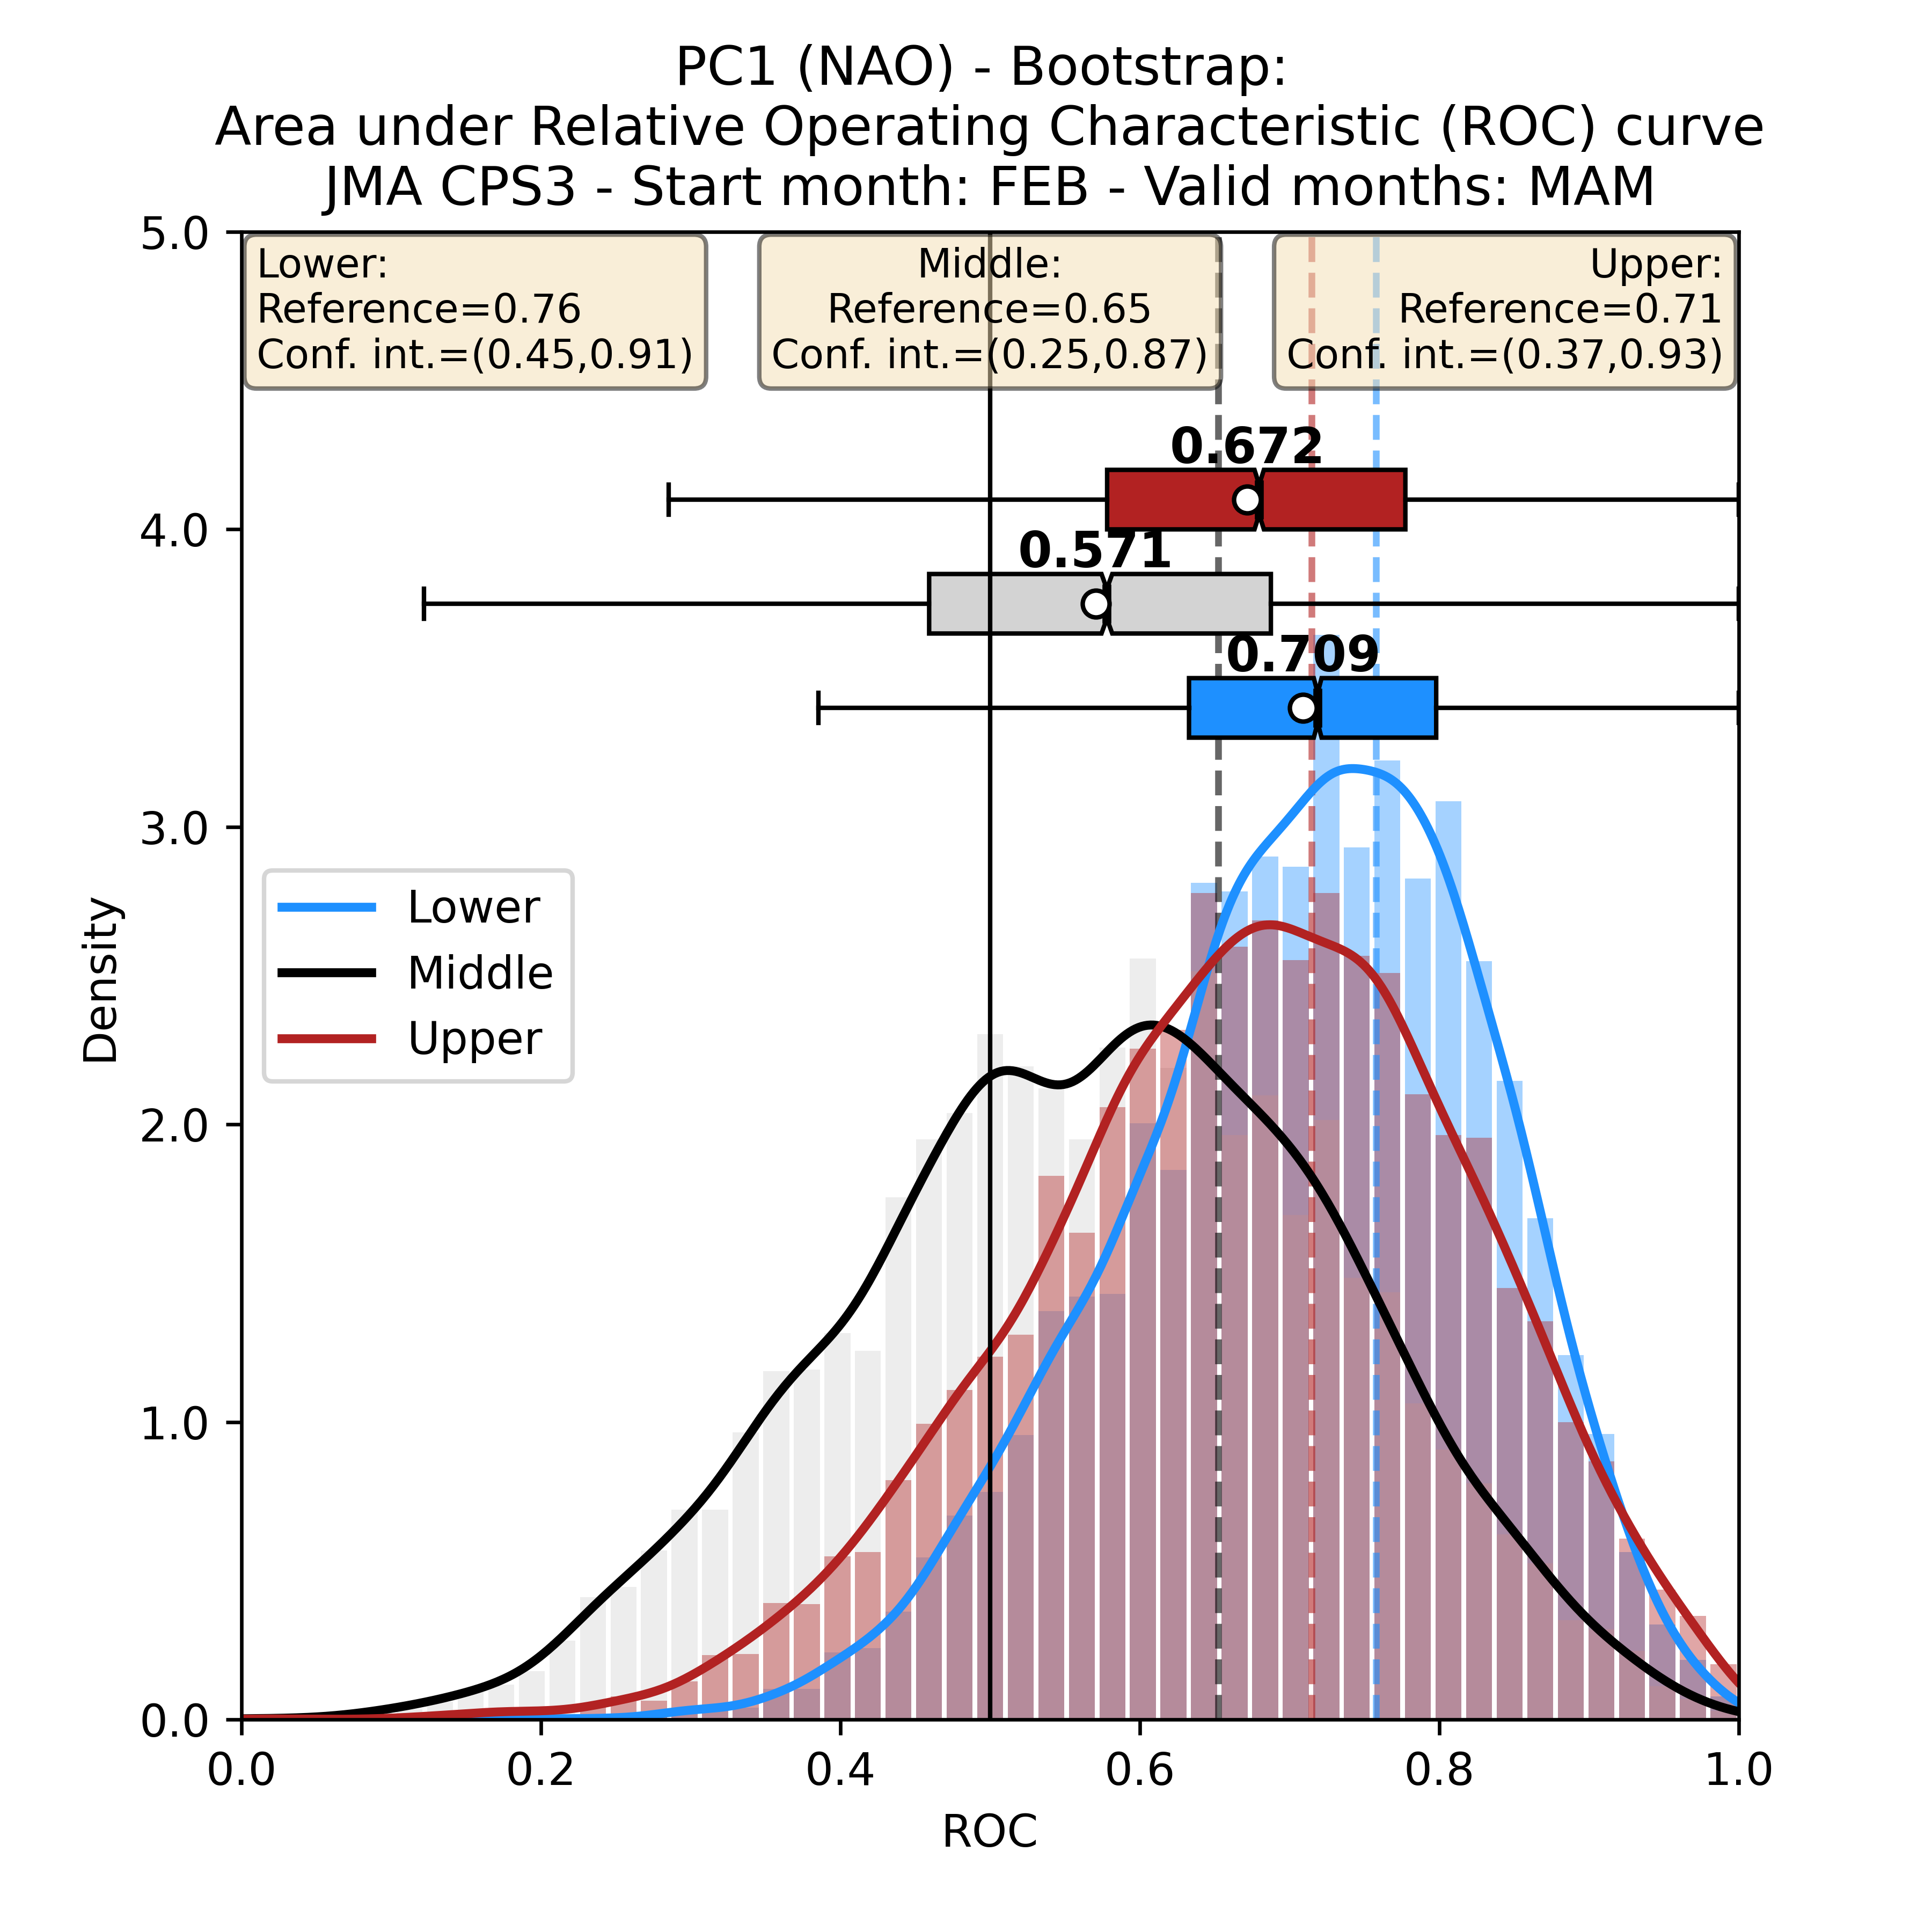 PC1 (NAO) - Bootstrap:
Area under Relative Operating Characteristic (ROC) curve
JMA CPS3 - Start month: FEB - Valid months: MAM
Lower:
Reference=0.76
Conf. int.=(0.45,0.91)
Middle:
Reference=0.65
Conf. int.=(0.25,0.87)
Upper:
Reference=0.71
Conf. int.=(0.37,0.93)
0.672
0.571
0.709
Lower
Middle
Upper
Density
5.0
4.0
3.0
2.0
1.0
0.0
0.0 0.2 0.4 0.6 0.8 1.0
ROC